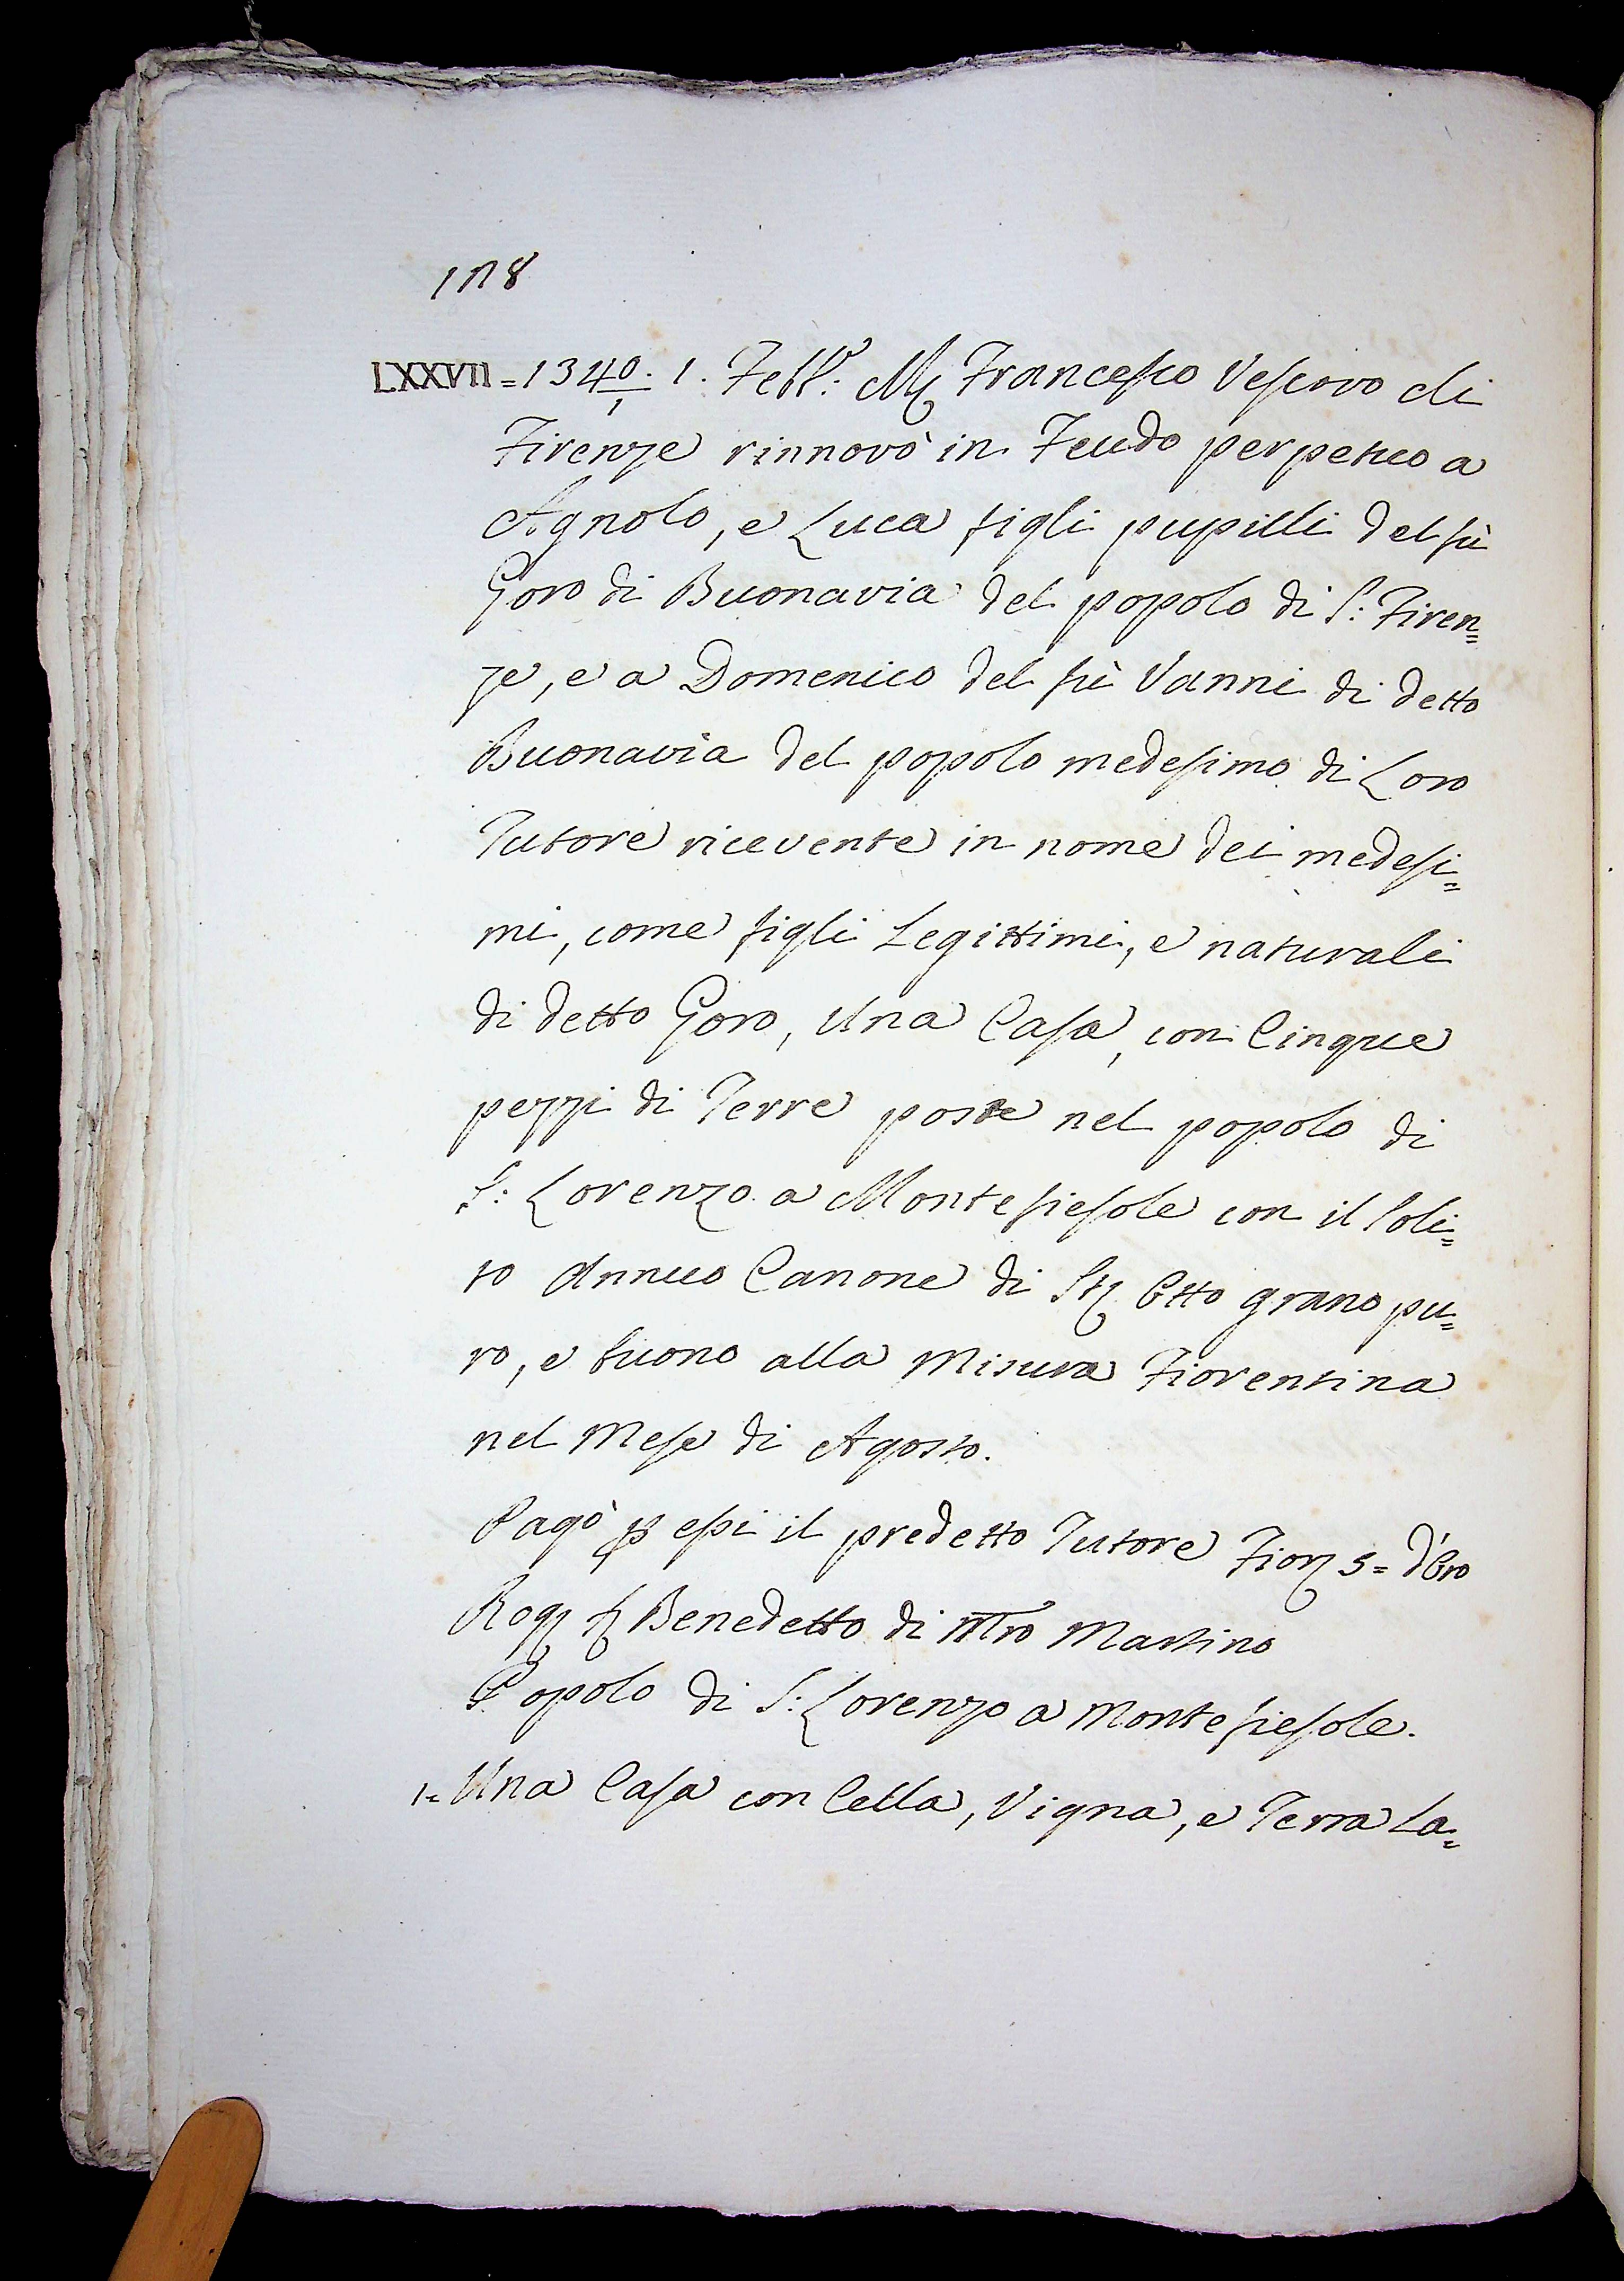 178
LXXVII = 1340/1. 1. Febb.º M. Francesco Vescovo di
Firenze rinnovò in Feudo perpetuo a
Agnolo, e Luca figli pupilli del fù
Goro di Buonavia del popolo di S: Firen=
ze, e a Domenico del fù Vanni di detto
Buonavia del popolo medesimo di Loro
Tutore ricevente in nome dei medesi=
mi, come figli Legittimi, e naturali
di detto Goro, Una Casa, con Cinque
pezzi di Terre poste nel popolo di
S: Lorenzo a Montefiesole con il Soli=
to Annuo Canone di St. Otto grano pu=
ro, e buono alla Misura Fiorentina
nel Mese di Agosto.
Pagò p essi il predetto Tutore Fior. 5= d'Oro
Rog. S. Benedetto di Mro Martino
Popolo di S: Lorenzo a Montefiesole.
1= Una Casa con Cella, Vigna, e Terra La=